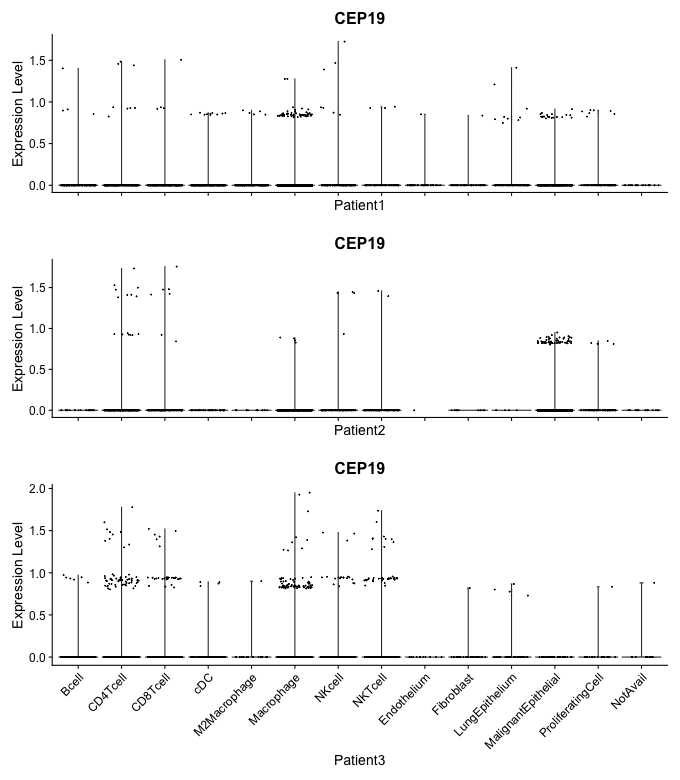 CEP19
Expression Level
1.5
1.0
0.5
0.0
Patient1
CEP19
Expression Level
1.5
1.0
0.5
0.0
Patient2
CEP19
Expression Level
2.0
1.5
1.0
0.5
0.0
Bcell
CD4Tcell
CD8Tcell
cDC
M2Macrophage
Macrophage
NKcell
NKTcell
Endothelium
Fibroblast
LungEpithelium
MalignantEpithelial
ProliferatingCell
NotAvail
Patient3